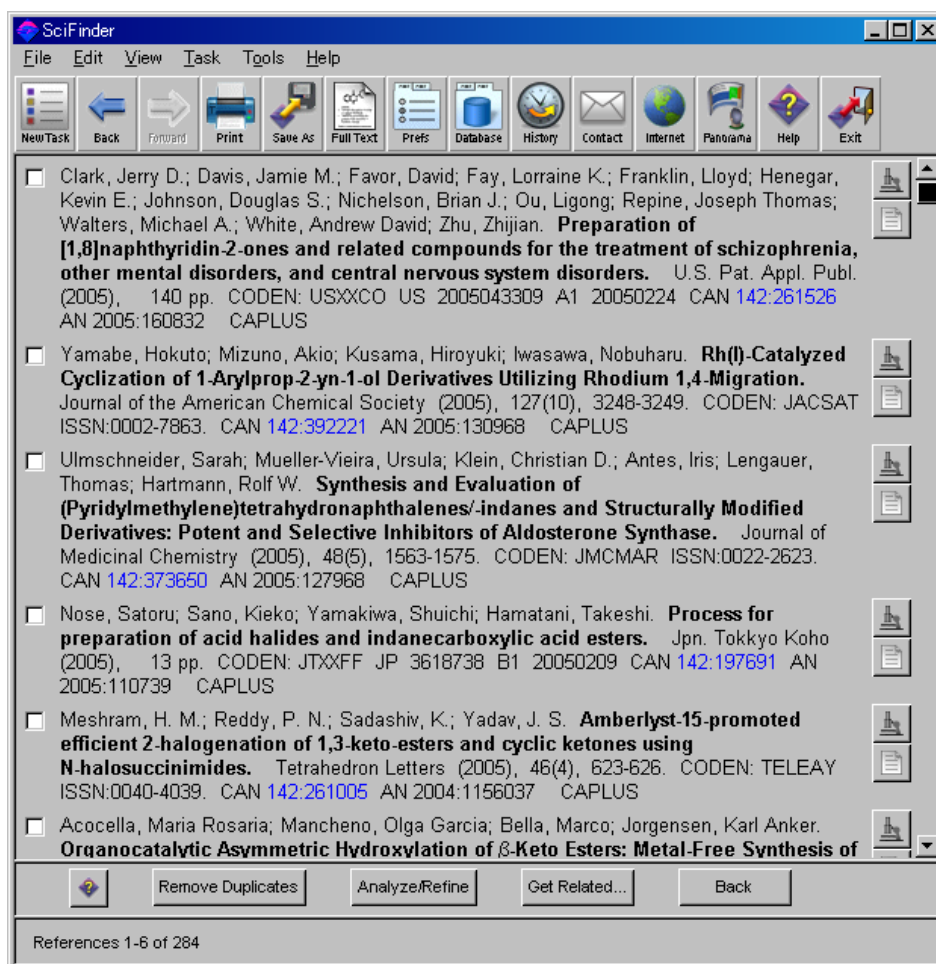 SciFinder
File Edit View Task Tools Help
New Task Back Forward Print Save As Full Text Prefs Database History Contact Internet Panorama Help Exit
Clark, Jerry D.; Davis, Jamie M.; Favor, David; Fay, Lorraine K.; Franklin, Lloyd; Henegar,
Kevin E.; Johnson, Douglas S.; Nichelson, Brian J.; Ou, Ligong; Repine, Joseph Thomas;
Walters, Michael A.; White, Andrew David; Zhu, Zhijian. Preparation of
[1,8]naphthyridin-2-ones and related compounds for the treatment of schizophrenia,
other mental disorders, and central nervous system disorders. U.S. Pat. Appl. Publ.
(2005), 140 pp. CODEN: USXXCO US 2005043309 A1 20050224 CAN 142:261526
AN 2005:160832 CAPLUS
Yamabe, Hokuto; Mizuno, Akio; Kusama, Hiroyuki; Iwasawa, Nobuharu. Rh(I)-Catalyzed
Cyclization of 1-Arylprop-2-yn-1-ol Derivatives Utilizing Rhodium 1,4-Migration.
Journal of the American Chemical Society (2005), 127(10), 3248-3249. CODEN: JACSAT
ISSN:0002-7863. CAN 142:392221 AN 2005:130968 CAPLUS
Ulmschneider, Sarah; Mueller-Vieira, Ursula; Klein, Christian D.; Antes, Iris; Lengauer,
Thomas; Hartmann, Rolf W. Synthesis and Evaluation of
(Pyridylmethylene)tetrahydronaphthalenes/-indanes and Structurally Modified
Derivatives: Potent and Selective Inhibitors of Aldosterone Synthase. Journal of
Medicinal Chemistry (2005), 48(5), 1563-1575. CODEN: JMCMAR ISSN:0022-2623.
CAN 142:373650 AN 2005:127968 CAPLUS
Nose, Satoru; Sano, Kieko; Yamakiwa, Shuichi; Hamatani, Takeshi. Process for
preparation of acid halides and indanecarboxylic acid esters. Jpn. Tokkyo Koho
(2005), 13 pp. CODEN: JTXXFF JP 3618738 B1 20050209 CAN 142:197691 AN
2005:110739 CAPLUS
Meshram, H. M.; Reddy, P. N.; Sadashiv, K.; Yadav, J. S. Amberlyst-15-promoted
efficient 2-halogenation of 1,3-keto-esters and cyclic ketones using
N-halosuccinimides. Tetrahedron Letters (2005), 46(4), 623-626. CODEN: TELEAY
ISSN:0040-4039. CAN 142:261005 AN 2004:1156037 CAPLUS
Acocella, Maria Rosaria; Mancheno, Olga Garcia; Bella, Marco; Jorgensen, Karl Anker.
Organocatalytic Asymmetric Hydroxylation of β-Keto Esters: Metal-Free Synthesis of
Remove Duplicates Analyze/Refine Get Related... Back
References 1-6 of 284